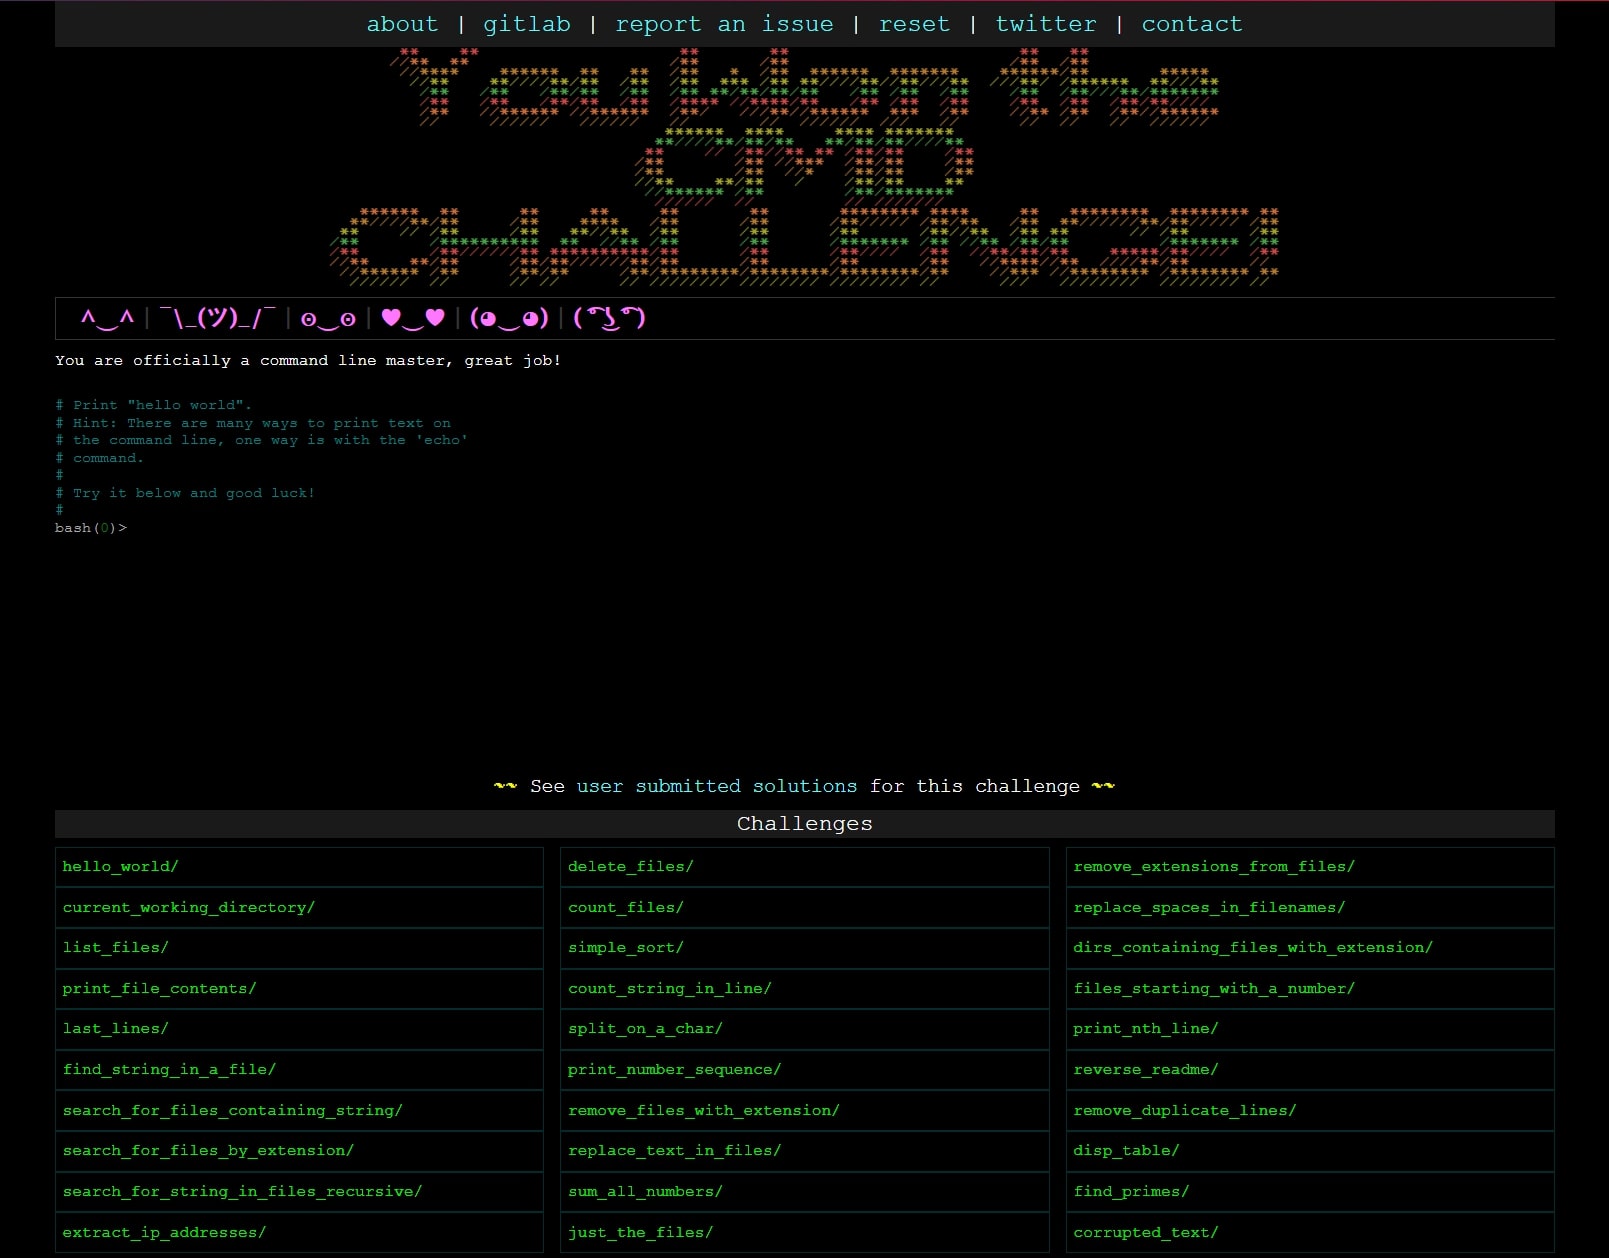 about | gitlab | report an issue | reset | twitter | contact
You Won the
CMD
CHALLENGE!
^‿^ | ¯\_(ツ)_/¯ | ʘ‿ʘ | ♥‿♥ | (◕‿◕) | ( ͡° ͜ʖ ͡°)
You are officially a command line master, great job!
# Print "hello world".
# Hint: There are many ways to print text on
# the command line, one way is with the 'echo'
# command.
#
# Try it below and good luck!
#
bash(0)>
~~ See user submitted solutions for this challenge ~~
Challenges
hello_world/
current_working_directory/
list_files/
print_file_contents/
last_lines/
find_string_in_a_file/
search_for_files_containing_string/
search_for_files_by_extension/
search_for_string_in_files_recursive/
extract_ip_addresses/
delete_files/
count_files/
simple_sort/
count_string_in_line/
split_on_a_char/
print_number_sequence/
remove_files_with_extension/
replace_text_in_files/
sum_all_numbers/
just_the_files/
remove_extensions_from_files/
replace_spaces_in_filenames/
dirs_containing_files_with_extension/
files_starting_with_a_number/
print_nth_line/
reverse_readme/
remove_duplicate_lines/
disp_table/
find_primes/
corrupted_text/